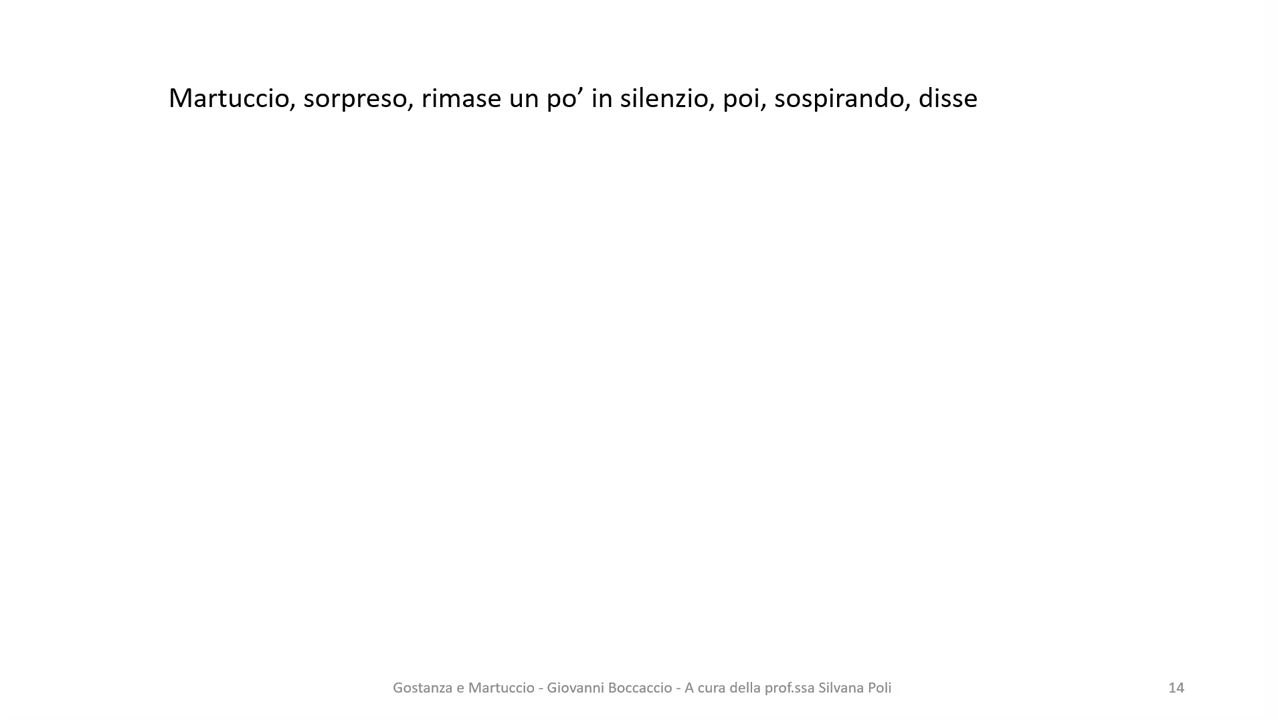 Martuccio, sorpreso, rimase un po’ in silenzio, poi, sospirando, disse
Gostanza e Martuccio - Giovanni Boccaccio - A cura della prof.ssa Silvana Poli
14